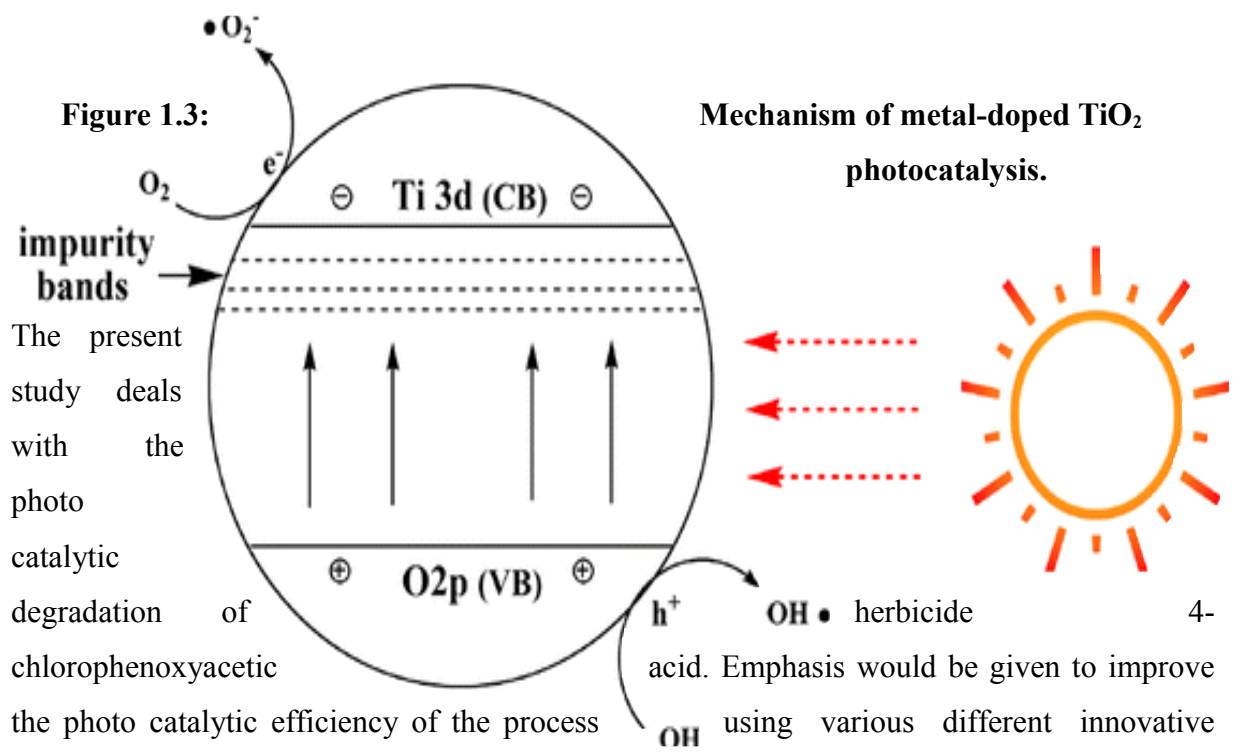 • O₂⁻
Figure 1.3: Mechanism of metal-doped TiO₂
photocatalysis.
e⁻
O₂
⊖ Ti 3d (CB) ⊖
impurity
bands
The present
study deals
with the
photo
catalytic
⊕ O2p (VB) ⊕
degradation of h⁺ OH • herbicide 4-
chlorophenoxyacetic acid. Emphasis would be given to improve
the photo catalytic efficiency of the process OH using various different innovative